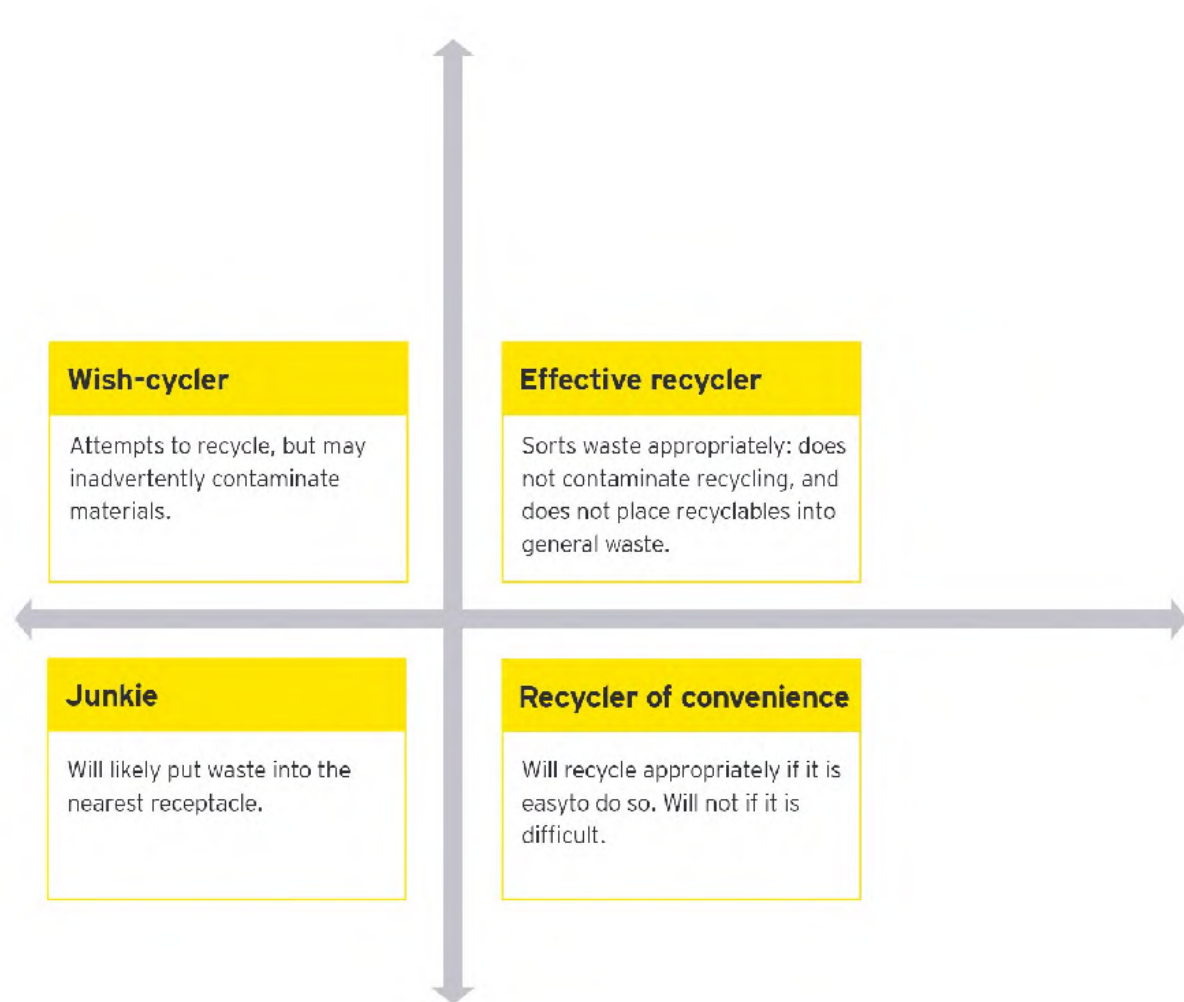 Wish-cycler
Attempts to recycle, but may
inadvertently contaminate
materials.
Effective recycler
Sorts waste appropriately: does
not contaminate recycling, and
does not place recyclables into
general waste.
Junkie
Will likely put waste into the
nearest receptacle.
Recycler of convenience
Will recycle appropriately if it is
easyto do so. Will not if it is
difficult.